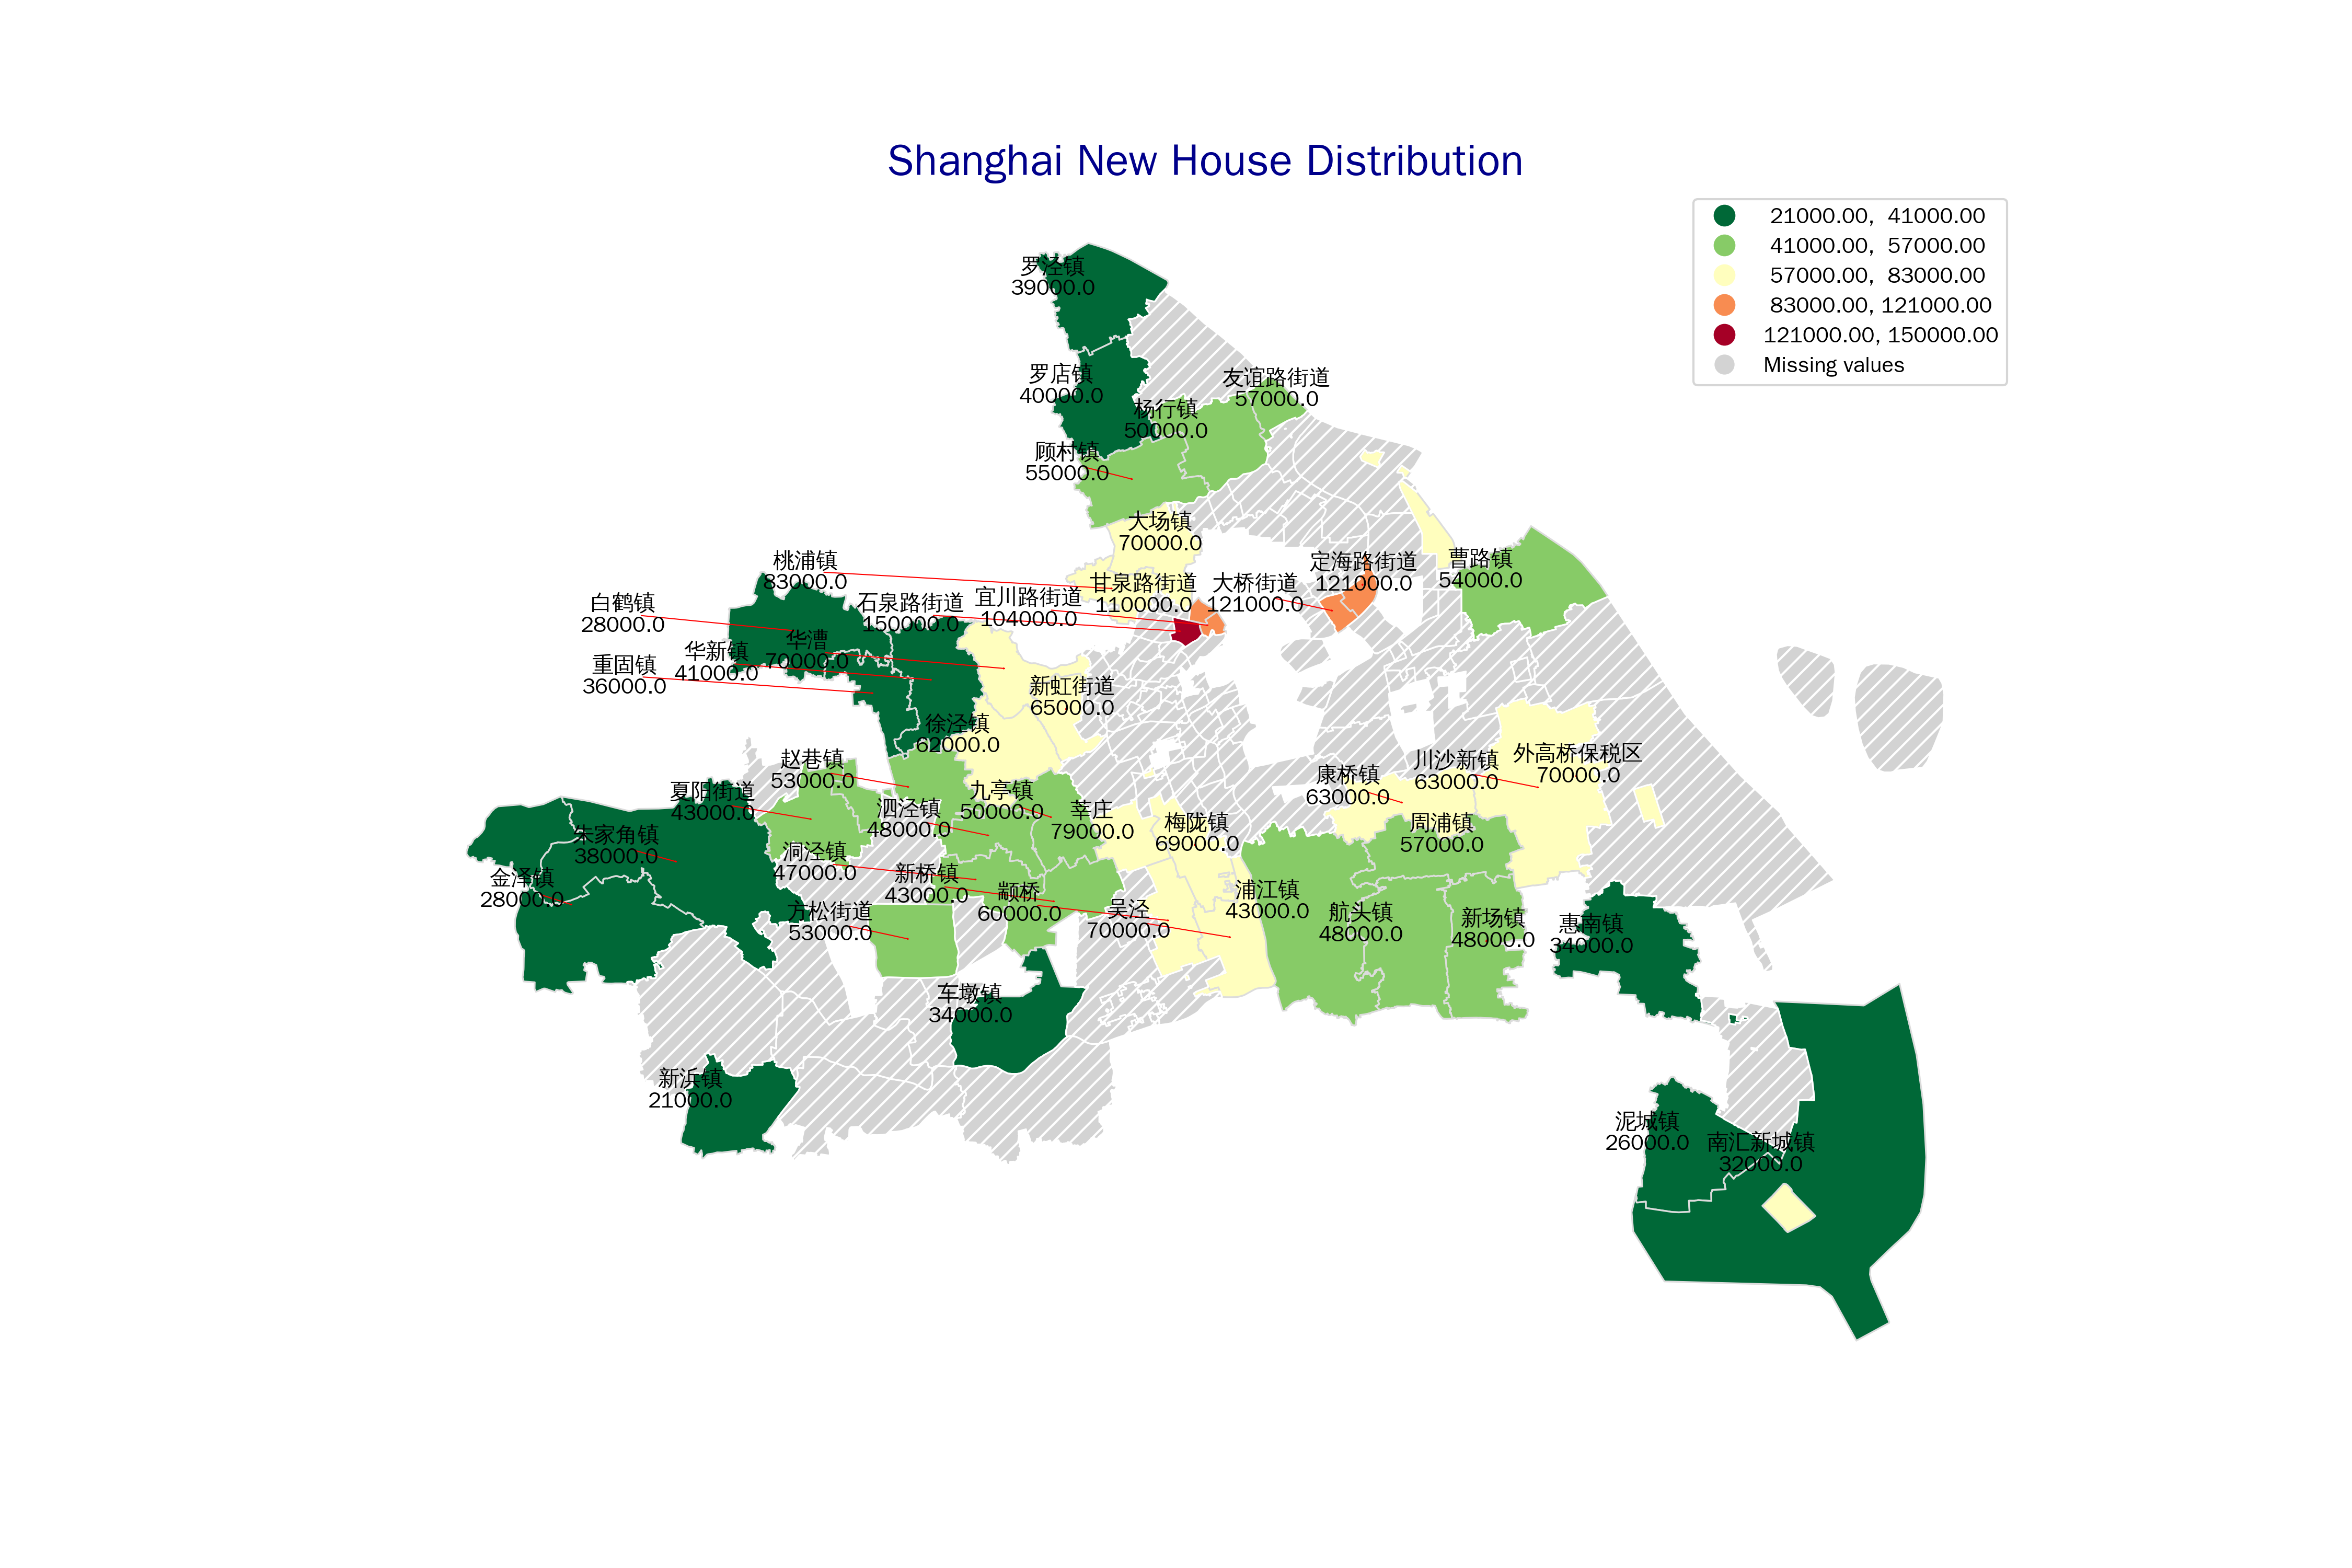 Shanghai New House Distribution
21000.00, 41000.00
41000.00, 57000.00
57000.00, 83000.00
83000.00, 121000.00
121000.00, 150000.00
Missing values
罗泾镇
39000.0
罗店镇
40000.0
友谊路街道
57000.0
杨行镇
50000.0
顾村镇
55000.0
大场镇
70000.0
桃浦镇
83000.0
定海路街道
121000.0
曹路镇
54000.0
甘泉路街道
110000.0
大桥街道
121000.0
宜川路街道
104000.0
石泉路街道
150000.0
白鹤镇
28000.0
华漕
70000.0
华新镇
41000.0
重固镇
36000.0
新虹街道
65000.0
徐泾镇
62000.0
赵巷镇
53000.0
川沙新镇
63000.0
外高桥保税区
70000.0
康桥镇
63000.0
夏阳街道
43000.0
九亭镇
50000.0
泗泾镇
48000.0
莘庄
79000.0
梅陇镇
69000.0
周浦镇
57000.0
朱家角镇
38000.0
洞泾镇
47000.0
新桥镇
43000.0
金泽镇
28000.0
颛桥
60000.0
浦江镇
43000.0
吴泾
70000.0
方松街道
53000.0
航头镇
48000.0
新场镇
48000.0
惠南镇
34000.0
车墩镇
34000.0
新浜镇
21000.0
泥城镇
26000.0
南汇新城镇
32000.0